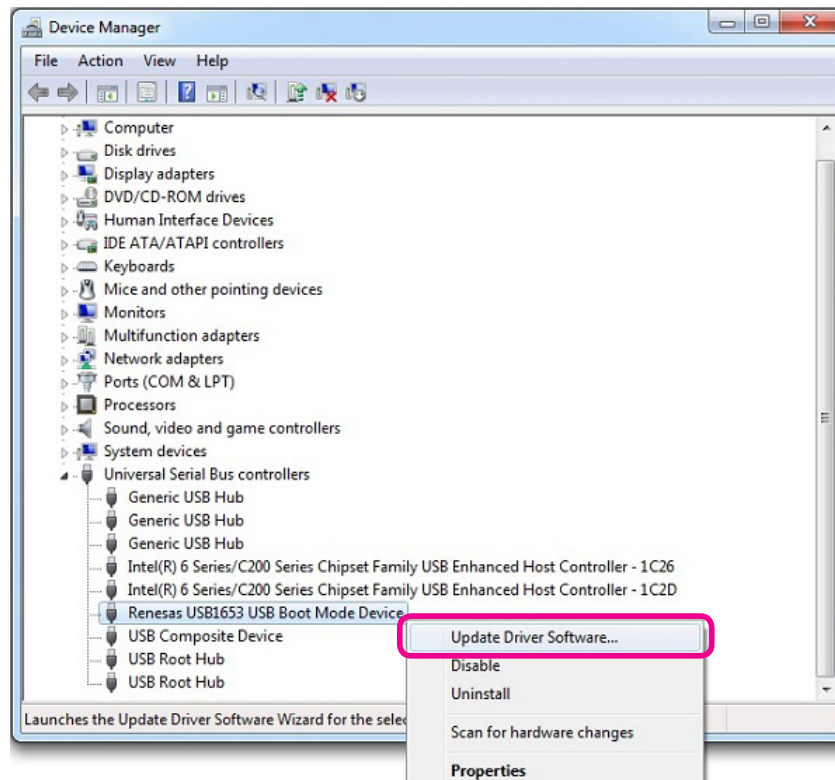 Device Manager
File Action View Help
Computer
Disk drives
Display adapters
DVD/CD-ROM drives
Human Interface Devices
IDE ATA/ATAPI controllers
Keyboards
Mice and other pointing devices
Monitors
Multifunction adapters
Network adapters
Ports (COM & LPT)
Processors
Sound, video and game controllers
System devices
Universal Serial Bus controllers
Generic USB Hub
Generic USB Hub
Generic USB Hub
Intel(R) 6 Series/C200 Series Chipset Family USB Enhanced Host Controller - 1C26
Intel(R) 6 Series/C200 Series Chipset Family USB Enhanced Host Controller - 1C2D
Renesas USB1653 USB Boot Mode Device
USB Composite Device
USB Root Hub
USB Root Hub
Update Driver Software...
Disable
Uninstall
Scan for hardware changes
Properties
Launches the Update Driver Software Wizard for the selec